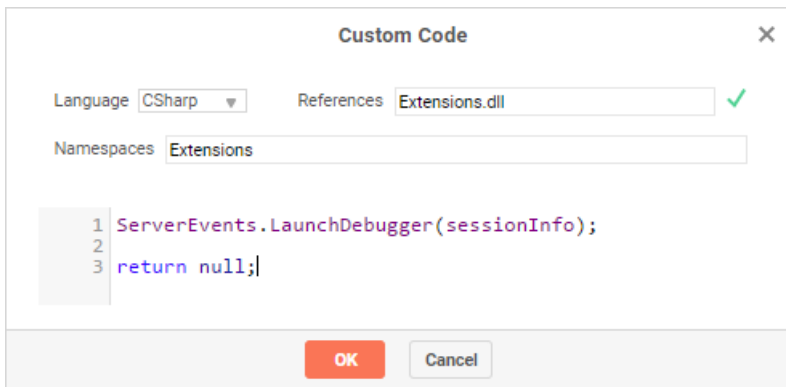 Custom Code
Language CSharp References Extensions.dll
Namespaces Extensions
1 ServerEvents.LaunchDebugger(sessionInfo);
2
3 return null;
OK Cancel